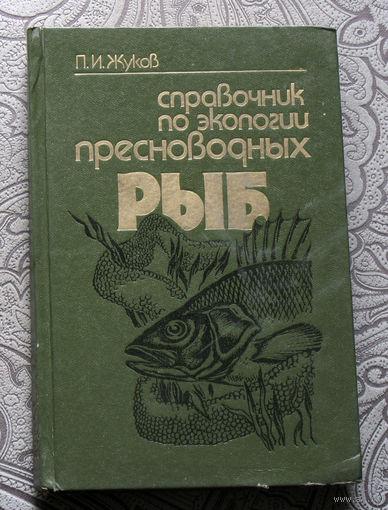 П.И.Жуков
справочник
по экологии
пресноводных
РЫБ